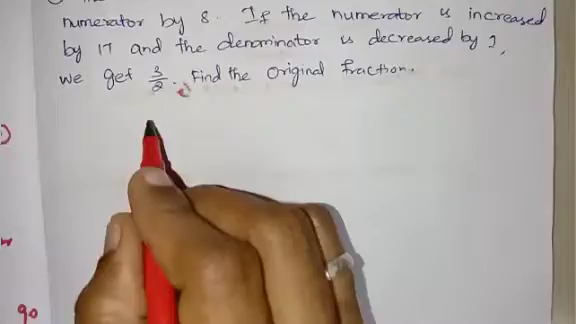 numerator by 8. If the numerator is increased
by 17 and the denominator is decreased by 1,
we get 3/2. Find the original fraction.
90